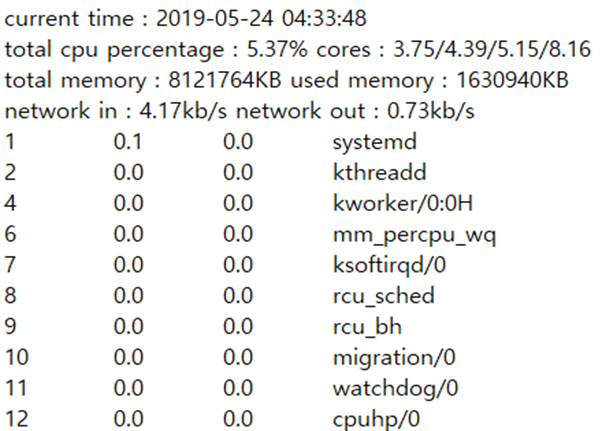 current time : 2019-05-24 04:33:48
total cpu percentage : 5.37% cores : 3.75/4.39/5.15/8.16
total memory : 8121764KB used memory : 1630940KB
network in : 4.17kb/s network out : 0.73kb/s
1 0.1 0.0 systemd
2 0.0 0.0 kthreadd
4 0.0 0.0 kworker/0:0H
6 0.0 0.0 mm_percpu_wq
7 0.0 0.0 ksoftirqd/0
8 0.0 0.0 rcu_sched
9 0.0 0.0 rcu_bh
10 0.0 0.0 migration/0
11 0.0 0.0 watchdog/0
12 0.0 0.0 cpuhp/0